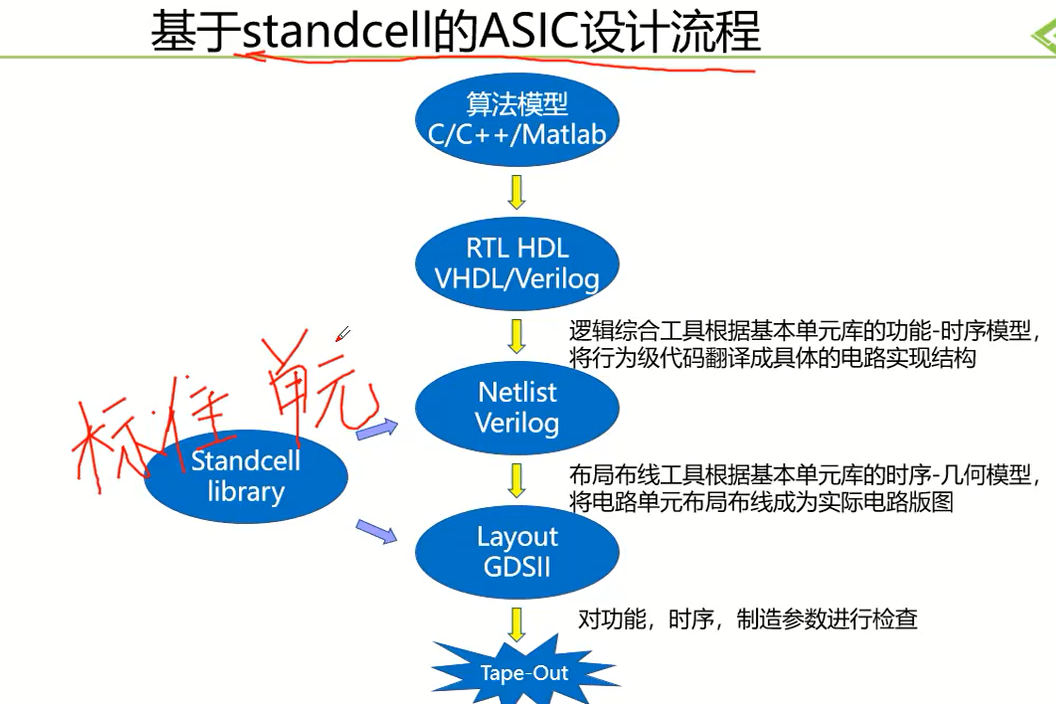 基于standcell的ASIC设计流程
算法模型
C/C++/Matlab
RTL HDL
VHDL/Verilog
逻辑综合工具根据基本单元库的功能-时序模型，
将行为级代码翻译成具体的电路实现结构
标准单元
Netlist
Verilog
Standcell
library
布局布线工具根据基本单元库的时序-几何模型，
将电路单元布局布线成为实际电路版图
Layout
GDSII
对功能，时序，制造参数进行检查
Tape-Out